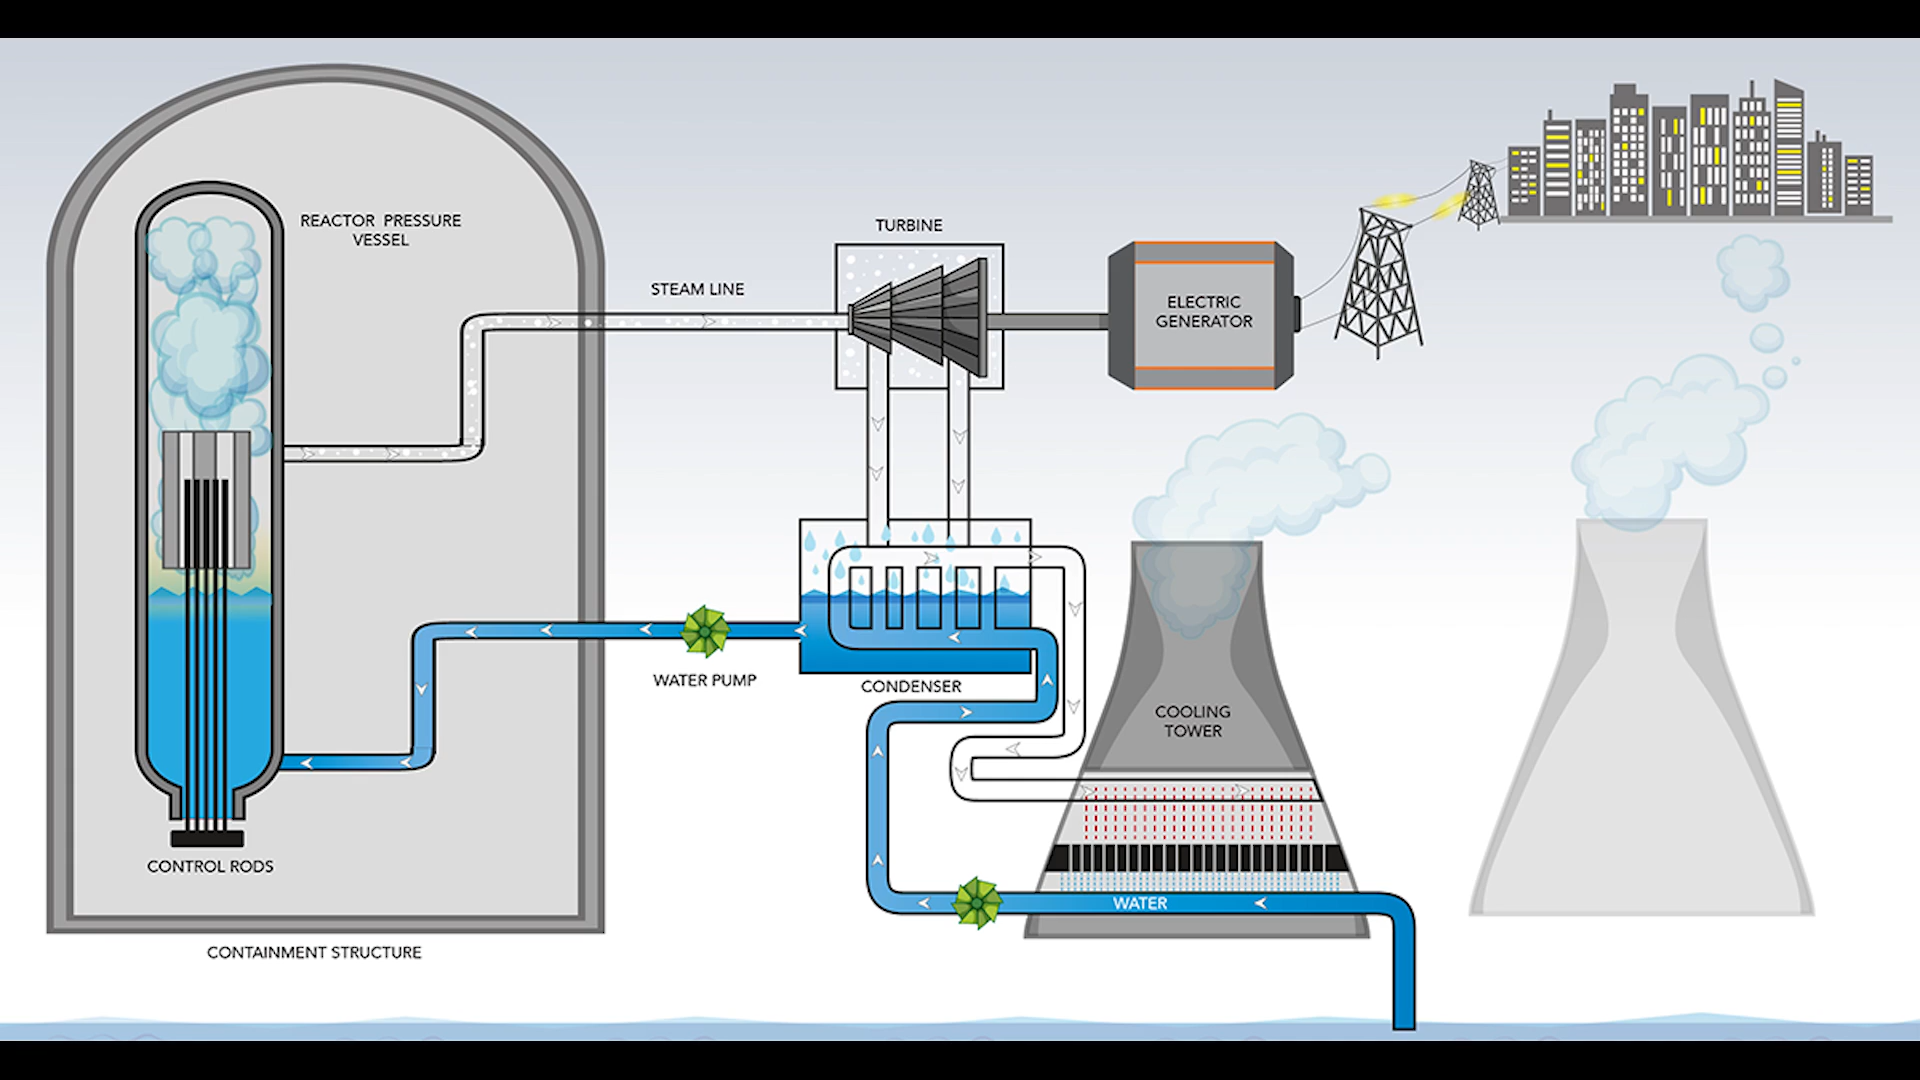 REACTOR PRESSURE
VESSEL
TURBINE
STEAM LINE
ELECTRIC
GENERATOR
WATER PUMP
CONDENSER
COOLING
TOWER
CONTROL RODS
WATER
CONTAINMENT STRUCTURE